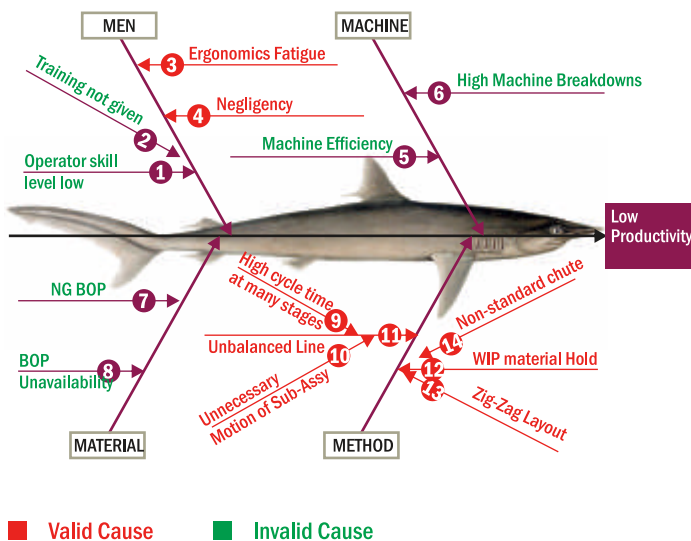 MEN
MACHINE
3
Ergonomics Fatigue
6
High Machine Breakdowns
4
Negligency
Training not given
2
Machine Efficiency
5
Operator skill
level low
1
Low
Productivity
NG BOP
7
High cycle time
at many stages
9
11
Unbalanced Line
10
Unnecessary
Motion of Sub-Assy
Non-standard chute
14
12
WIP material Hold
13
Zig-Zag Layout
BOP
Unavailability
8
MATERIAL
METHOD
Valid Cause
Invalid Cause